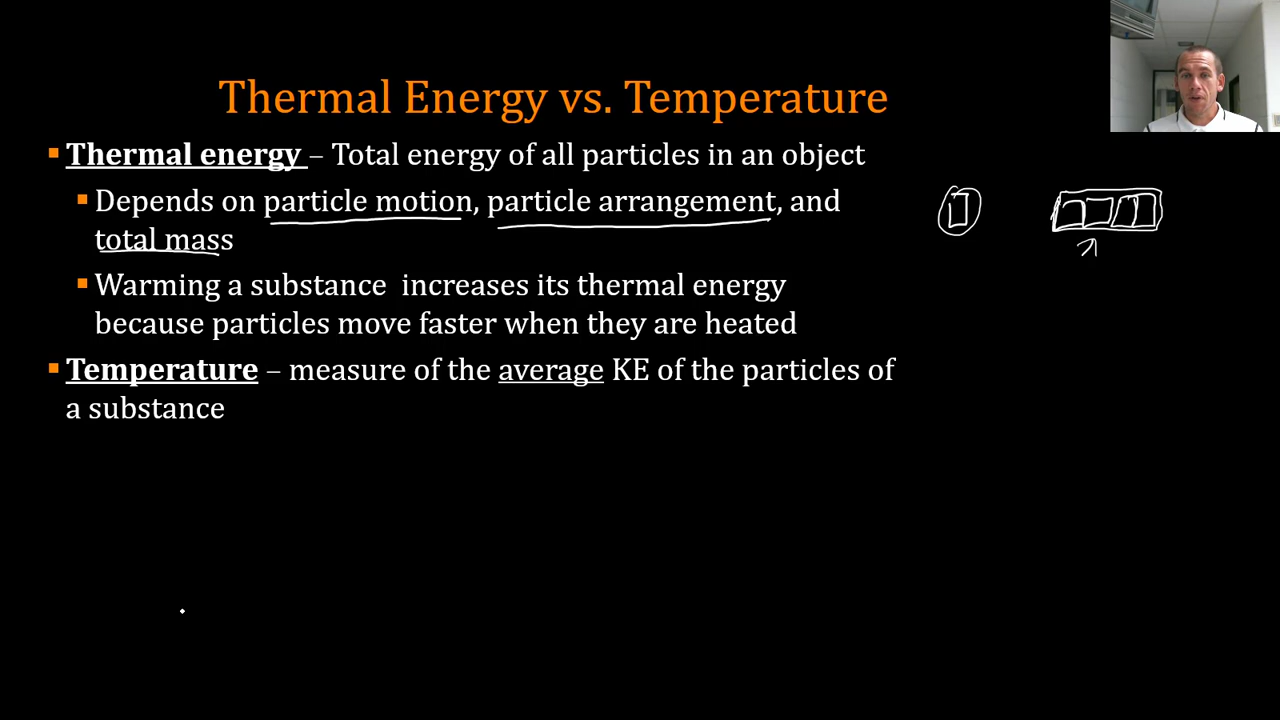 Thermal Energy vs. Temperature
Thermal energy – Total energy of all particles in an object
Depends on particle motion, particle arrangement, and
total mass
Warming a substance increases its thermal energy
because particles move faster when they are heated
Temperature – measure of the average KE of the particles of
a substance